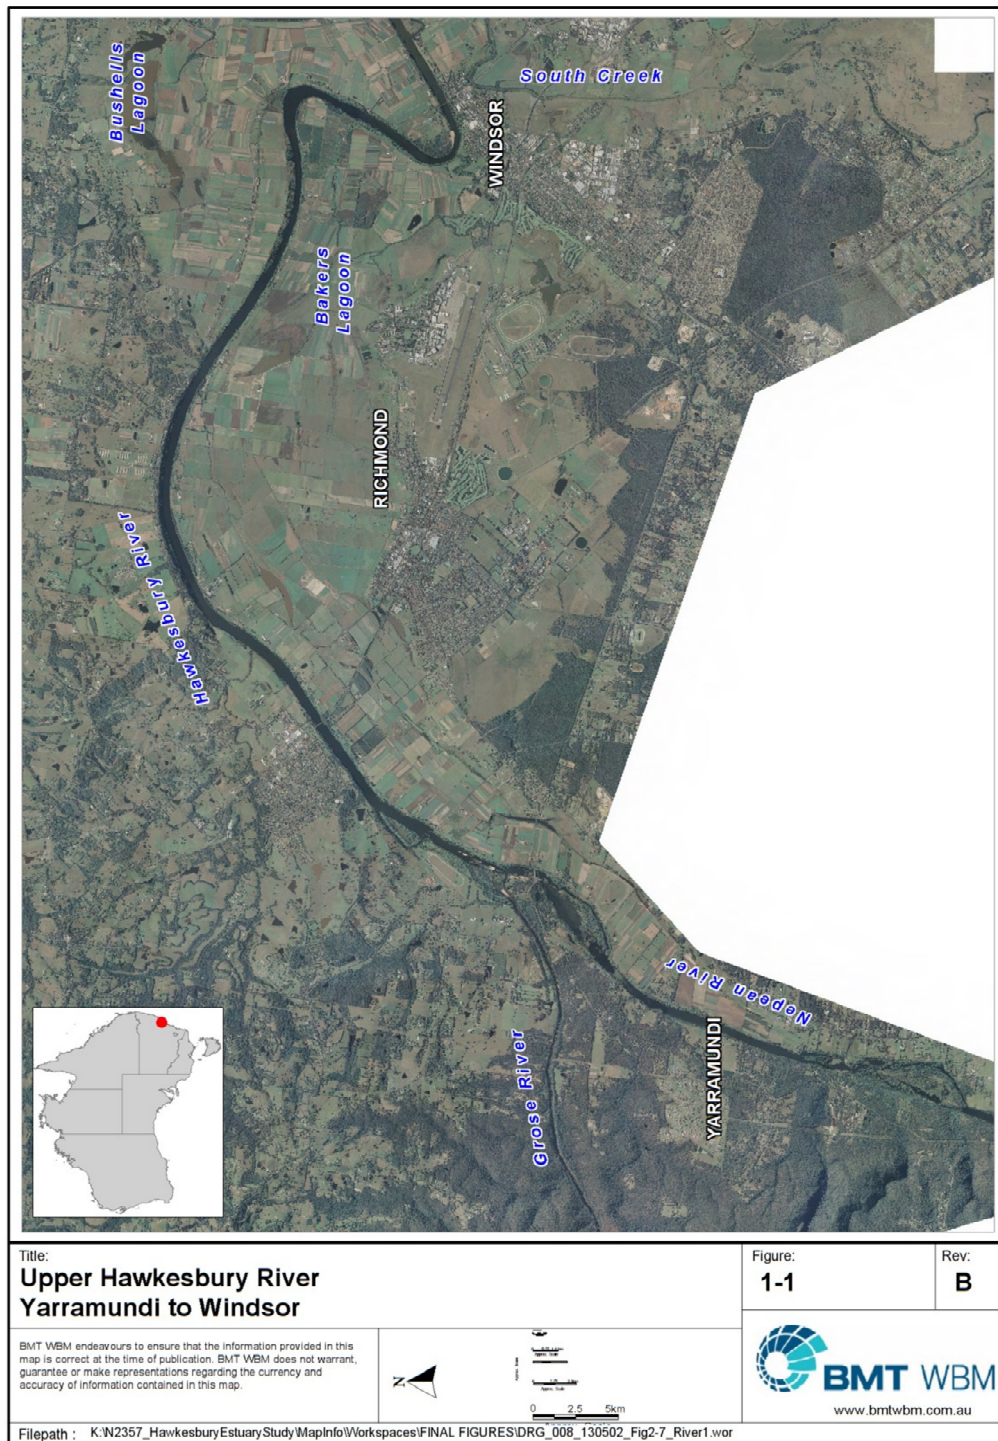 Bushells
Lagoon
South Creek
WINDSOR
Bakers
Lagoon
RICHMOND
Hawkesbury River
Nepean River
YARRAMUNDI
Grose River
Title:
Upper Hawkesbury River
Yarramundi to Windsor
Figure:
1-1
Rev:
B
BMT WBM endeavours to ensure that the information provided in this
map is correct at the time of publication. BMT WBM does not warrant,
guarantee or make representations regarding the currency and
accuracy of information contained in this map.
N
Approx. Scale
0 2.5 5km
BMT WBM
www.bmtwbm.com.au
Filepath : K:\N2357_HawkesburyEstuaryStudy\MapInfo\Workspaces\FINAL FIGURES\DRG_008_130502_Fig2-7_River1.wor